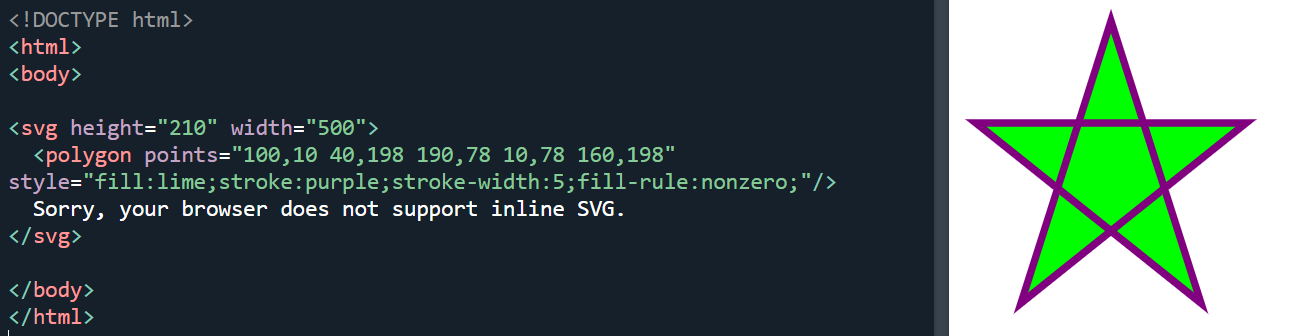 <!DOCTYPE html>
<html>
<body>

<svg height="210" width="500">
  <polygon points="100,10 40,198 190,78 10,78 160,198"
style="fill:lime;stroke:purple;stroke-width:5;fill-rule:nonzero;"/>
  Sorry, your browser does not support inline SVG.
</svg>

</body>
</html>